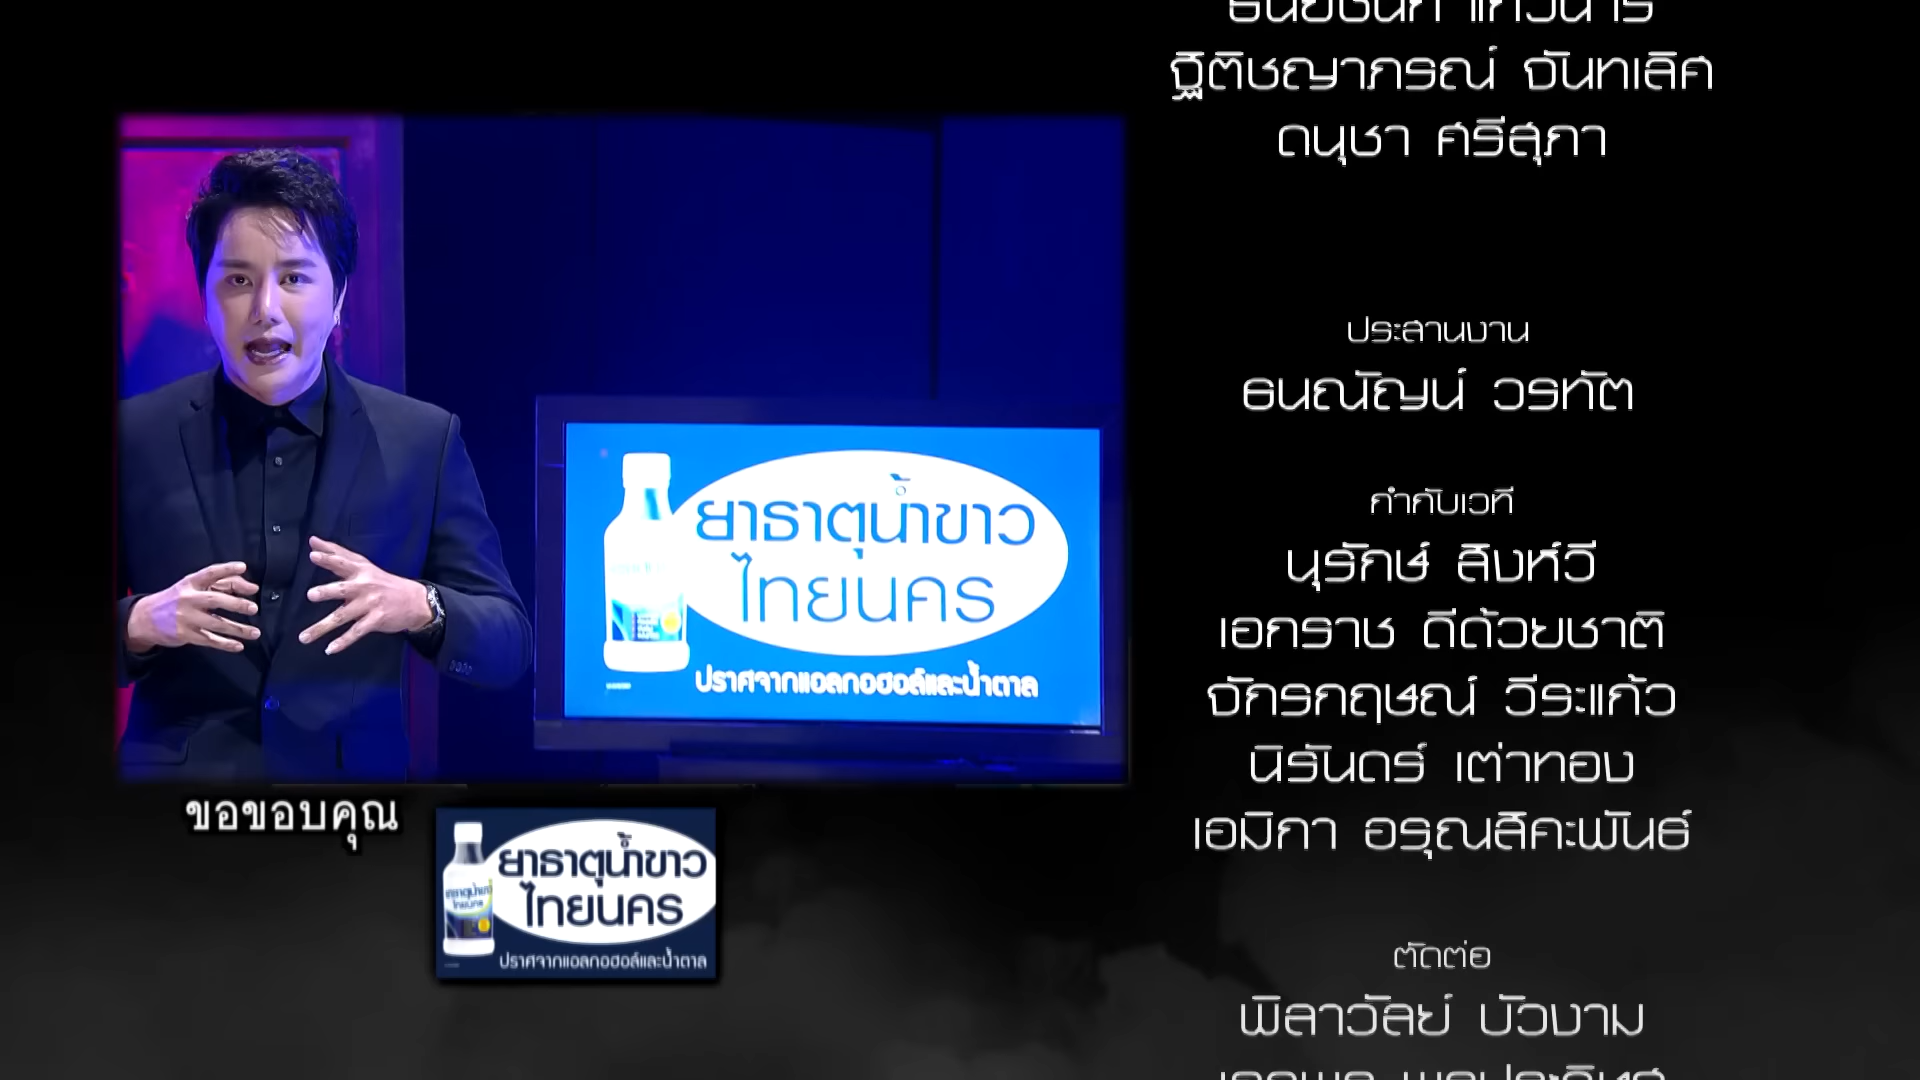 ฐิติชญาภรณ์ จันทเลิศ
ดนุชา ศรีสุภา
ประสานงาน
ธนณัญน์ วรทัต
กำกับเวที
นุรักษ์ สิงห์วี
เอกราช ดีด้วยชาติ
จักรกฤษณ์ วีระแก้ว
นิรันดร์ เต่าทอง
เอมิกา อรุณสิคะพันธ์
ตัดต่อ
พิลาวัลย์ บัวงาม
ยาธาตุน้ำขาว
ไทยนคร
ปราศจากแอลกอฮอล์และน้ำตาล
ขอขอบคุณ
ยาธาตุน้ำขาว
ไทยนคร
ปราศจากแอลกอฮอล์และน้ำตาล